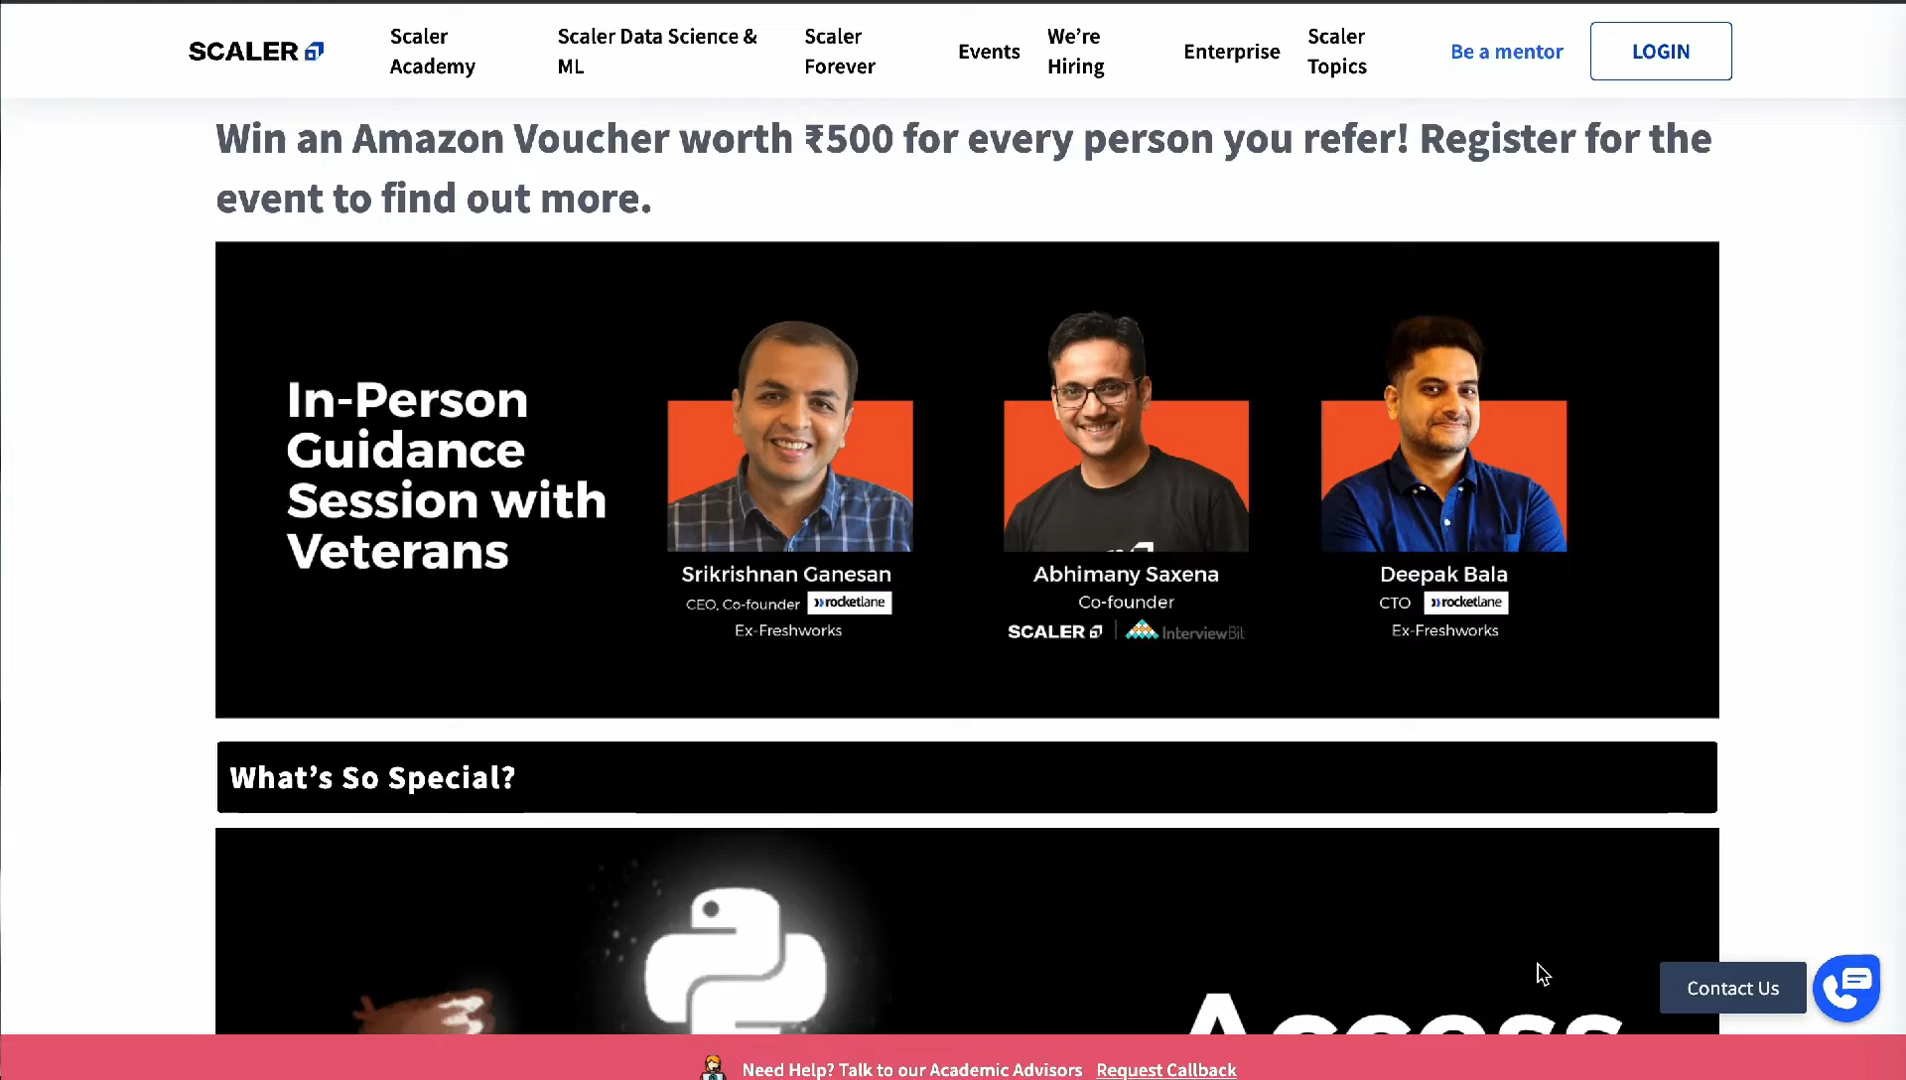 SCALER
Scaler Academy
Scaler Data Science & ML
Scaler Forever
Events
We're Hiring
Enterprise
Scaler Topics
Be a mentor
LOGIN
Win an Amazon Voucher worth ₹500 for every person you refer! Register for the
event to find out more.
In-Person
Guidance
Session with
Veterans
Srikrishnan Ganesan
CEO, Co-founder rocketlane
Ex-Freshworks
Abhimany Saxena
Co-founder
SCALER | InterviewBit
Deepak Bala
CTO rocketlane
Ex-Freshworks
What's So Special?
Access
Contact Us
Need Help? Talk to our Academic Advisors Request Callback